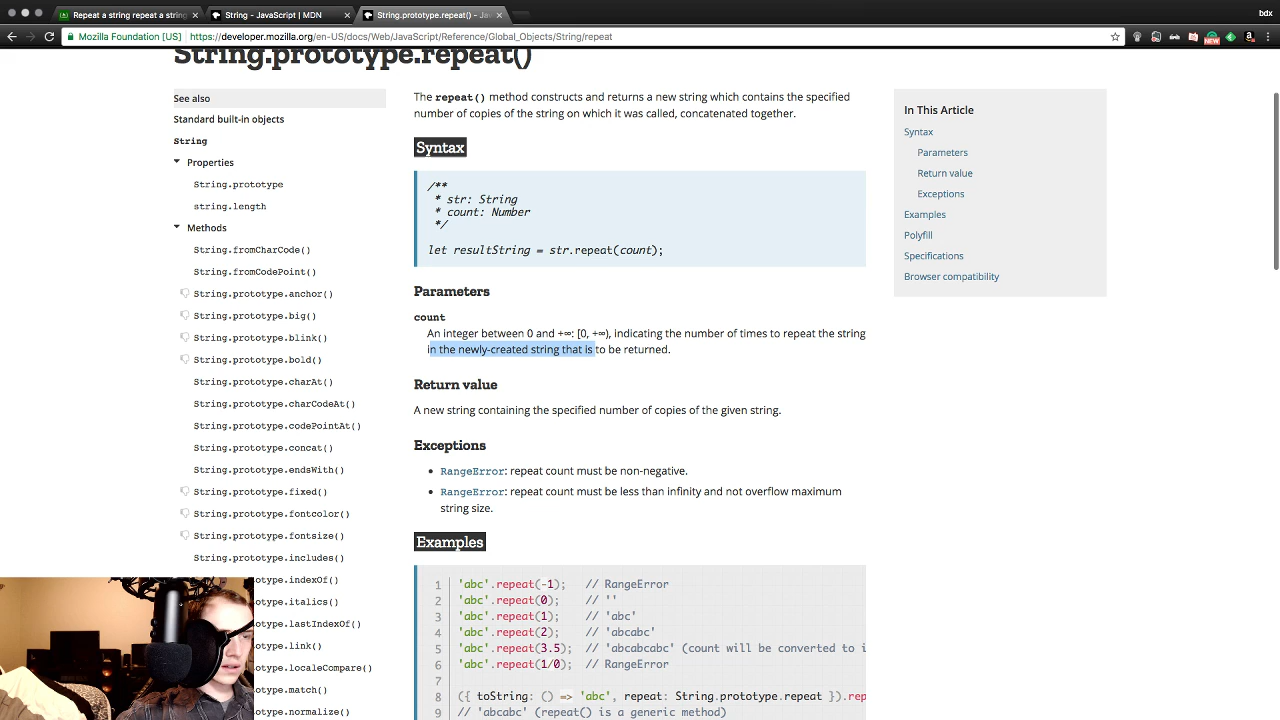 Repeat a string repeat a string
String - JavaScript | MDN
String.prototype.repeat() - Ja
bdx
Mozilla Foundation [US]
https://developer.mozilla.org/en-US/docs/Web/JavaScript/Reference/Global_Objects/String/repeat
NEW
String.prototype.repeat()
See also
Standard built-in objects
String
Properties
String.prototype
string.length
Methods
String.fromCharCode()
String.fromCodePoint()
String.prototype.anchor()
String.prototype.big()
String.prototype.blink()
String.prototype.bold()
String.prototype.charAt()
String.prototype.charCodeAt()
String.prototype.codePointAt()
String.prototype.concat()
String.prototype.endsWith()
String.prototype.fixed()
String.prototype.fontcolor()
String.prototype.fontsize()
String.prototype.includes()
otype.indexOf()
otype.italics()
otype.lastIndexOf()
otype.link()
otype.localeCompare()
otype.match()
otype.normalize()
The repeat() method constructs and returns a new string which contains the specified
number of copies of the string on which it was called, concatenated together.
Syntax
/**
* str: String
* count: Number
*/
let resultString = str.repeat(count);
Parameters
count
An integer between 0 and +∞: [0, +∞), indicating the number of times to repeat the string
in the newly-created string that is to be returned.
Return value
A new string containing the specified number of copies of the given string.
Exceptions
RangeError: repeat count must be non-negative.
RangeError: repeat count must be less than infinity and not overflow maximum
string size.
Examples
1 'abc'.repeat(-1); // RangeError
2 'abc'.repeat(0); // ''
3 'abc'.repeat(1); // 'abc'
4 'abc'.repeat(2); // 'abcabc'
5 'abc'.repeat(3.5); // 'abcabcabc' (count will be converted to i
6 'abc'.repeat(1/0); // RangeError
7
8 ({ toString: () => 'abc', repeat: String.prototype.repeat }).rep
9 // 'abcabc' (repeat() is a generic method)
In This Article
Syntax
Parameters
Return value
Exceptions
Examples
Polyfill
Specifications
Browser compatibility